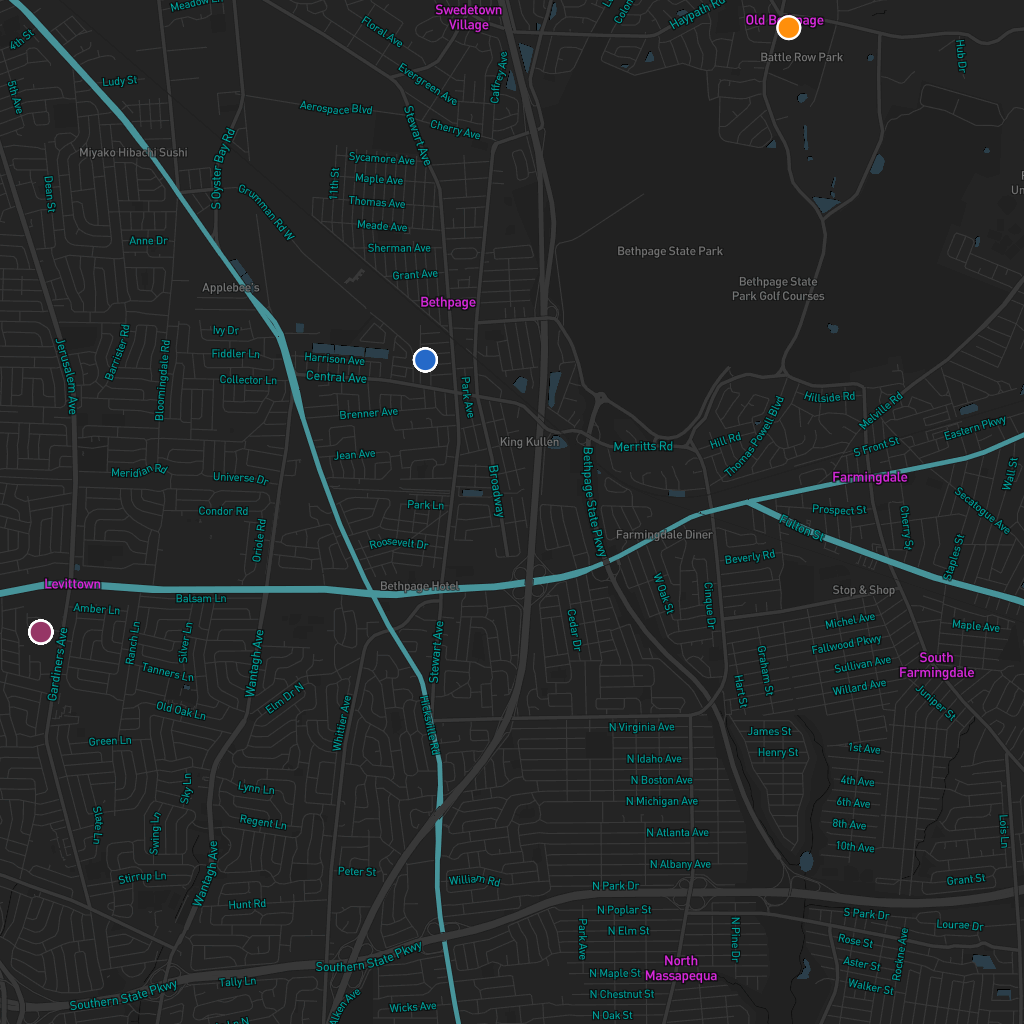 Meadow Ln
Swedetown
Village
Haypath Rd
Old Bethpage
4th St
Floral Ave
Battle Row Park
Hub Dr
Ludy St
5th Ave
Evergreen Ave
Caffrey Ave
Aerospace Blvd
Cherry Ave
Stewart Ave
Miyako Hibachi Sushi
S Oyster Bay Rd
Sycamore Ave
Maple Ave
11th St
Dean St
Thomas Ave
Grumman Rd W
Meade Ave
Anne Dr
Sherman Ave
Bethpage State Park
Grant Ave
Applebee's
Bethpage State
Park Golf Courses
Bethpage
Ivy Dr
Barrister Rd
Fiddler Ln
Harrison Ave
Jerusalem Ave
Bloomingdale Rd
Collector Ln
Central Ave
Park Ave
Hillside Rd
Brenner Ave
Melville Rd
Eastern Pkwy
Thomas Powell Blvd
King Kullen
Merritts Rd
Hill Rd
S Front St
Jean Ave
Meridian Rd
Universe Dr
Broadway
Bethpage State Pkwy
Farmingdale
Wall St
Secatogue Ave
Park Ln
Condor Rd
Prospect St
Fulton St
Cherry St
Oriole Rd
Farmingdale Diner
Roosevelt Dr
Beverly Rd
Staples St
Levittown
Bethpage Hotel
Stop & Shop
W Oak St
Cinque Dr
Balsam Ln
Amber Ln
Cedar Dr
Michel Ave
Maple Ave
Ranch Ln
Silver Ln
Gardiners Ave
Wantagh Ave
Stewart Ave
Fallwood Pkwy
Graham St
Sullivan Ave
South
Farmingdale
Tanners Ln
Hart St
Willard Ave
Elm Dr N
Juniper St
Old Oak Ln
Whittier Ave
Hicksville Rd
N Virginia Ave
James St
Green Ln
Henry St
1st Ave
N Idaho Ave
Sky Ln
Lynn Ln
N Boston Ave
4th Ave
N Michigan Ave
6th Ave
Slate Ln
Swing Ln
Regent Ln
N Atlanta Ave
8th Ave
Lois Ln
10th Ave
Wantagh Ave
Peter St
N Albany Ave
Stirrup Ln
William Rd
N Park Dr
Grant St
Hunt Rd
N Poplar St
S Park Dr
Park Ave
N Elm St
N Pine Dr
Lourae Dr
Rose St
Rockne Ave
Southern State Pkwy
North
Massapequa
Aster St
N Maple St
Tally Ln
Walker St
Southern State Pkwy
N Chestnut St
Wicks Ave
N Oak St